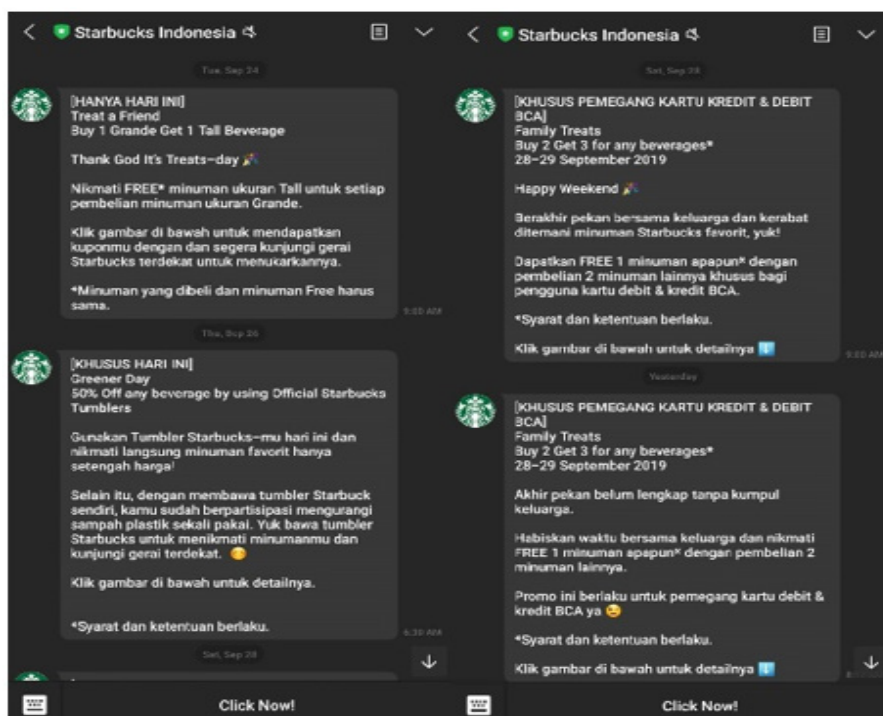 Starbucks Indonesia
Tue, Sep 24
[HANYA HARI INI]
Treat a Friend
Buy 1 Grande Get 1 Tall Beverage
Thank God It's Treats-day 🎉
Nikmati FREE* minuman ukuran Tall untuk setiap
pembelian minuman ukuran Grande.
Klik gambar di bawah untuk mendapatkan
kuponmu dengan dan segera kunjungi gerai
Starbucks terdekat untuk menukarkannya.
*Minuman yang dibeli dan minuman Free harus
sama.
9:00 AM
Thu, Sep 26
[KHUSUS HARI INI]
Greener Day
50% Off any beverage by using Official Starbucks
Tumblers
Gunakan Tumbler Starbucks-mu hari ini dan
nikmati langsung minuman favorit hanya
setengah harga!
Selain itu, dengan membawa tumbler Starbuck
sendiri, kamu sudah berpartisipasi mengurangi
sampah plastik sekali pakai. Yuk bawa tumbler
Starbucks untuk menikmati minumanmu dan
kunjungi gerai terdekat. 😊
Klik gambar di bawah untuk detailnya.
*Syarat dan ketentuan berlaku.
6:30 AM
Sat, Sep 28
Click Now!
Starbucks Indonesia
Sat, Sep 28
[KHUSUS PEMEGANG KARTU KREDIT & DEBIT
BCA]
Family Treats
Buy 2 Get 3 for any beverages*
28-29 September 2019
Happy Weekend 🎉
Berakhir pekan bersama keluarga dan kerabat
ditemani minuman Starbucks favorit, yuk!
Dapatkan FREE 1 minuman apapun* dengan
pembelian 2 minuman lainnya khusus bagi
pengguna kartu debit & kredit BCA.
*Syarat dan ketentuan berlaku.
Klik gambar di bawah untuk detailnya ⬇️
9:00 AM
Yesterday
[KHUSUS PEMEGANG KARTU KREDIT & DEBIT
BCA]
Family Treats
Buy 2 Get 3 for any beverages*
28-29 September 2019
Akhir pekan belum lengkap tanpa kumpul
keluarga.
Habiskan waktu bersama keluarga dan nikmati
FREE 1 minuman apapun* dengan pembelian 2
minuman lainnya.
Promo ini berlaku untuk pemegang kartu debit &
kredit BCA ya 😉
*Syarat dan ketentuan berlaku.
Klik gambar di bawah untuk detailnya ⬇️
Click Now!